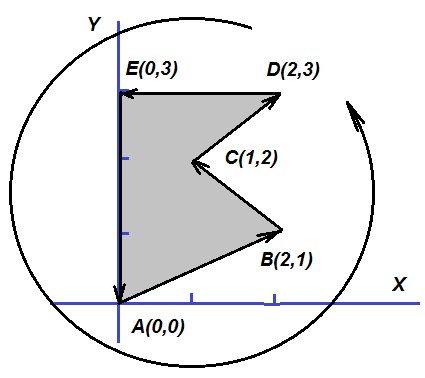 Y
E(0,3)
D(2,3)
C(1,2)
B(2,1)
X
A(0,0)